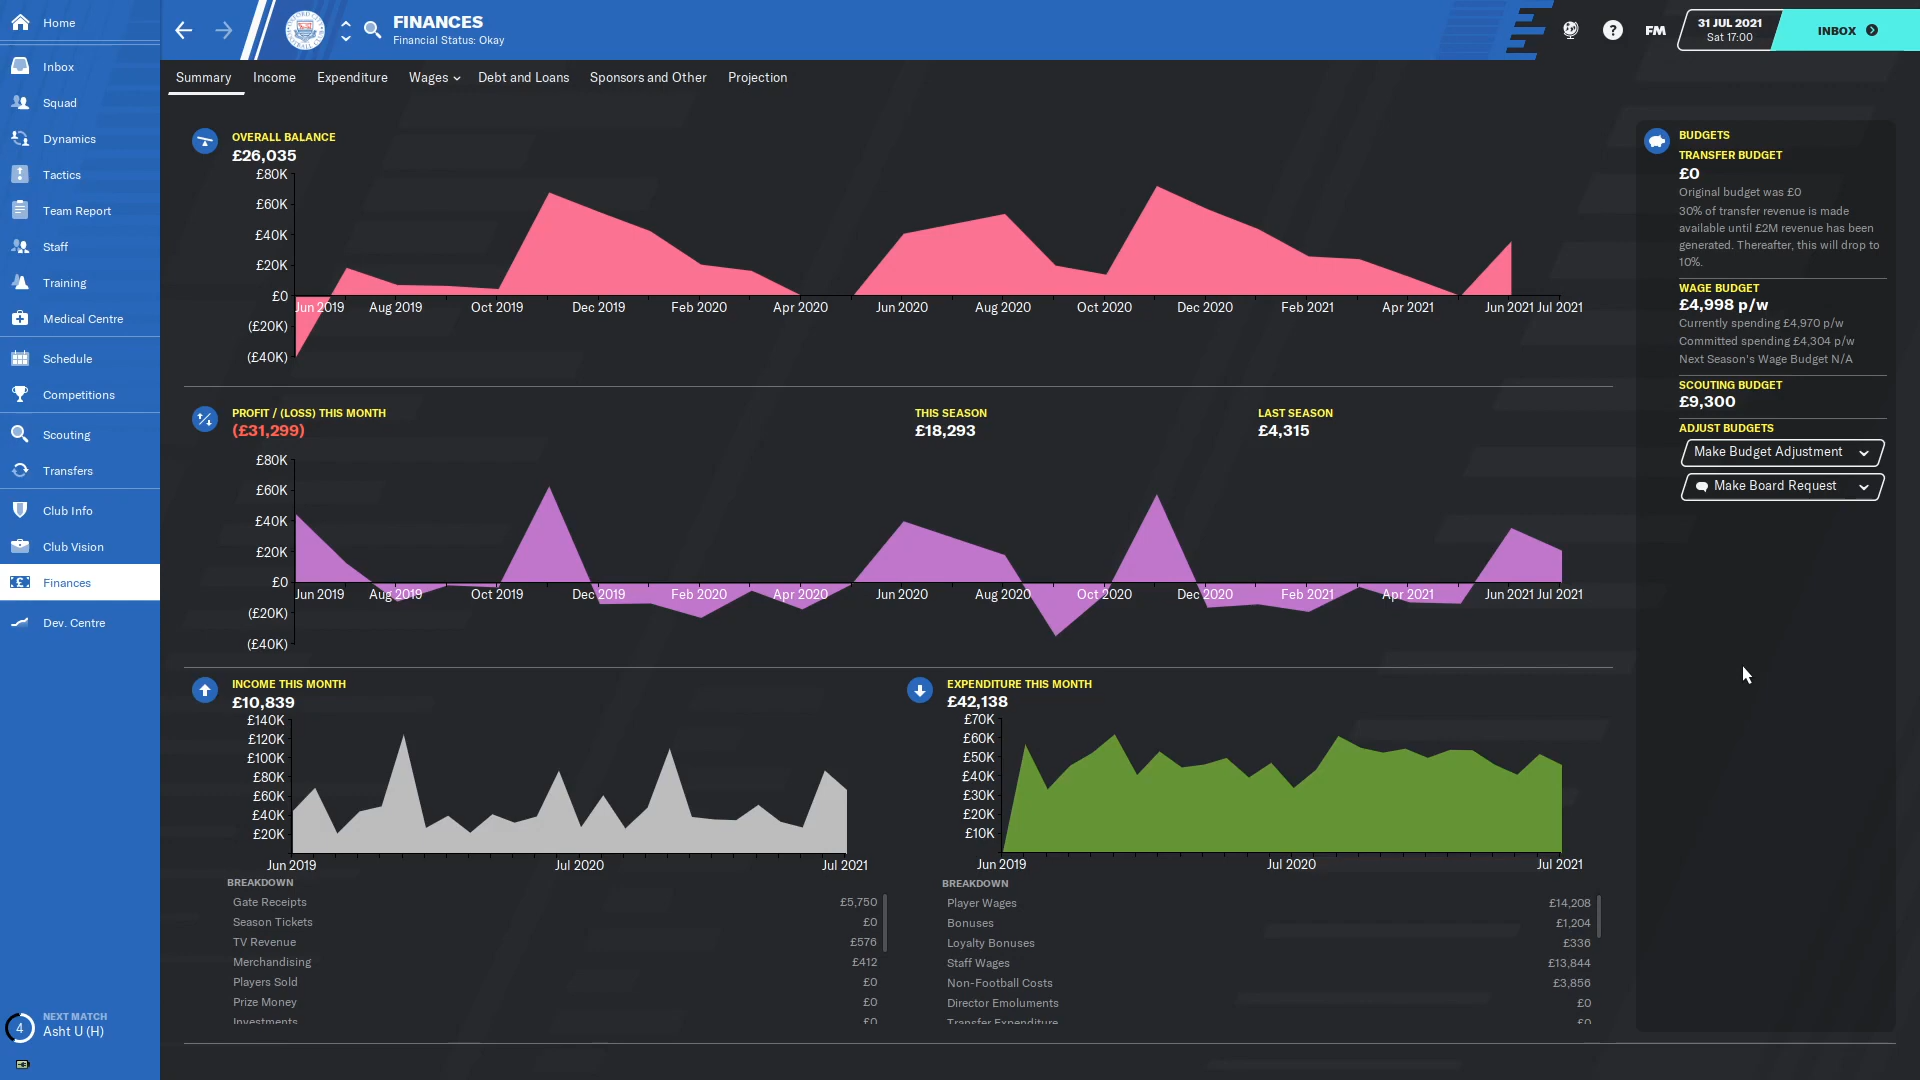 Home
Inbox
Squad
Dynamics
Tactics
Team Report
Staff
Training
Medical Centre
Schedule
Competitions
Scouting
Transfers
Club Info
Club Vision
Finances
Dev. Centre
4
NEXT MATCH
Asht U (H)
FINANCES
Financial Status: Okay
?
FM
31 JUL 2021
Sat 17:00
INBOX
Summary
Income
Expenditure
Wages
Debt and Loans
Sponsors and Other
Projection
OVERALL BALANCE
£26,035
£80K
£60K
£40K
£20K
£0
(£20K)
(£40K)
Jun 2019 Aug 2019 Oct 2019 Dec 2019 Feb 2020 Apr 2020 Jun 2020 Aug 2020 Oct 2020 Dec 2020 Feb 2021 Apr 2021 Jun 2021 Jul 2021
PROFIT / (LOSS) THIS MONTH
(£31,299)
THIS SEASON
£18,293
LAST SEASON
£4,315
£80K
£60K
£40K
£20K
£0
(£20K)
(£40K)
Jun 2019 Aug 2019 Oct 2019 Dec 2019 Feb 2020 Apr 2020 Jun 2020 Aug 2020 Oct 2020 Dec 2020 Feb 2021 Apr 2021 Jun 2021 Jul 2021
INCOME THIS MONTH
£10,839
£140K
£120K
£100K
£80K
£60K
£40K
£20K
Jun 2019 Jul 2020 Jul 2021
BREAKDOWN
Gate Receipts £5,750
Season Tickets £0
TV Revenue £576
Merchandising £412
Players Sold £0
Prize Money £0
Investments £0
EXPENDITURE THIS MONTH
£42,138
£70K
£60K
£50K
£40K
£30K
£20K
£10K
Jun 2019 Jul 2020 Jul 2021
BREAKDOWN
Player Wages £14,208
Bonuses £1,204
Loyalty Bonuses £336
Staff Wages £13,844
Non-Football Costs £3,856
Director Emoluments £0
Transfer Expenditure £0
BUDGETS
TRANSFER BUDGET
£0
Original budget was £0
30% of transfer revenue is made
available until £2M revenue has been
generated. Thereafter, this will drop to
10%.
WAGE BUDGET
£4,998 p/w
Currently spending £4,970 p/w
Committed spending £4,304 p/w
Next Season's Wage Budget N/A
SCOUTING BUDGET
£9,300
ADJUST BUDGETS
Make Budget Adjustment
Make Board Request